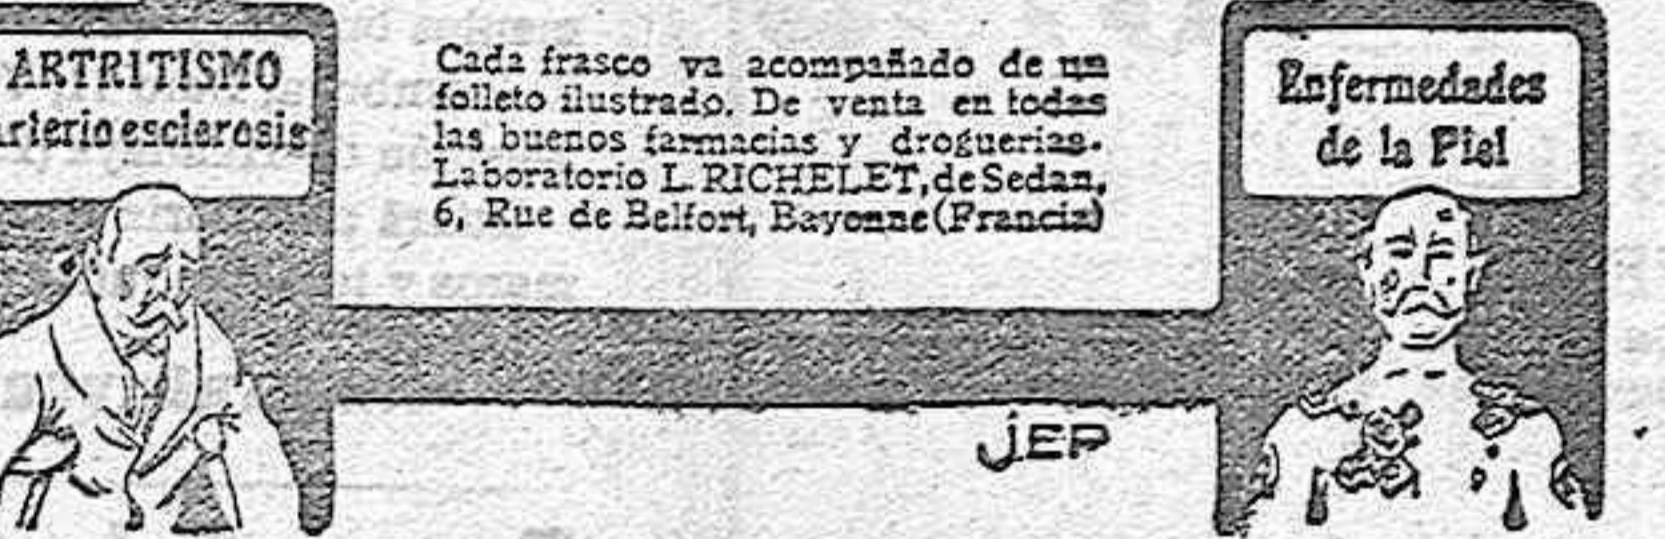 ARTRITISMO
Arterio esclerosis
Cada frasco va acompañado de un
folleto ilustrado. De venta en todas
las buenos farmacias y droguerias.
Laboratorio L. RICHELET, de Sedan,
6, Rue de Belfort, Bayonne (Francia)
Enfermedades
de la Piel
JEP